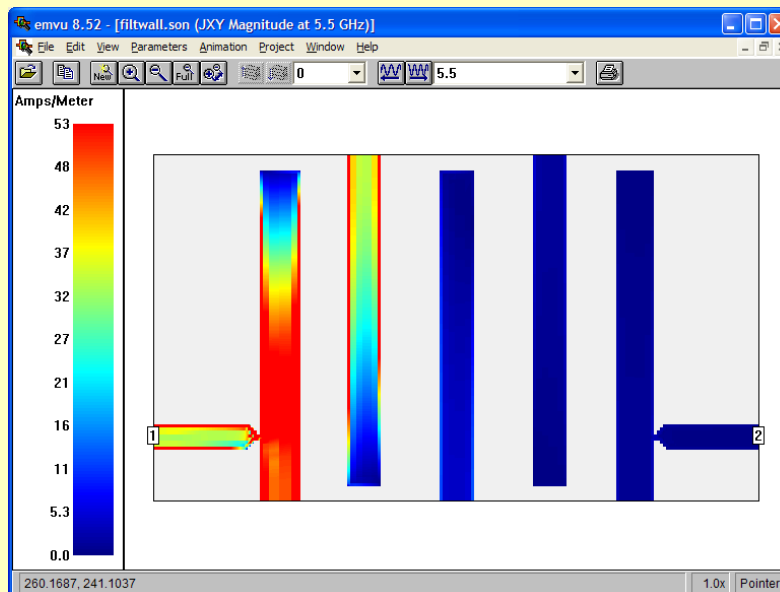 emvu 8.52 - [filtwall.son (JXY Magnitude at 5.5 GHz)]
File Edit View Parameters Animation Project Window Help
New Full 0 5.5
Amps/Meter
53
48
42
37
32
27
21
16
11
5.3
0.0
1
2
260.1687, 241.1037 1.0x Pointer